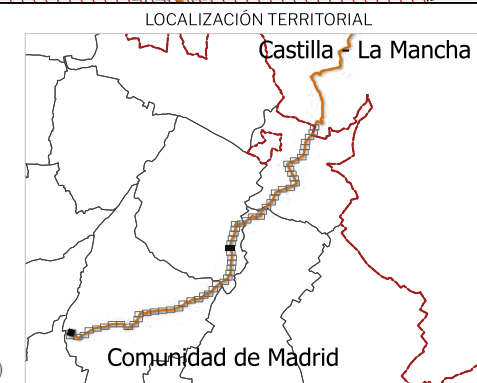 LOCALIZACIÓN TERRITORIAL
Castilla - La Mancha
Comunidad de Madrid